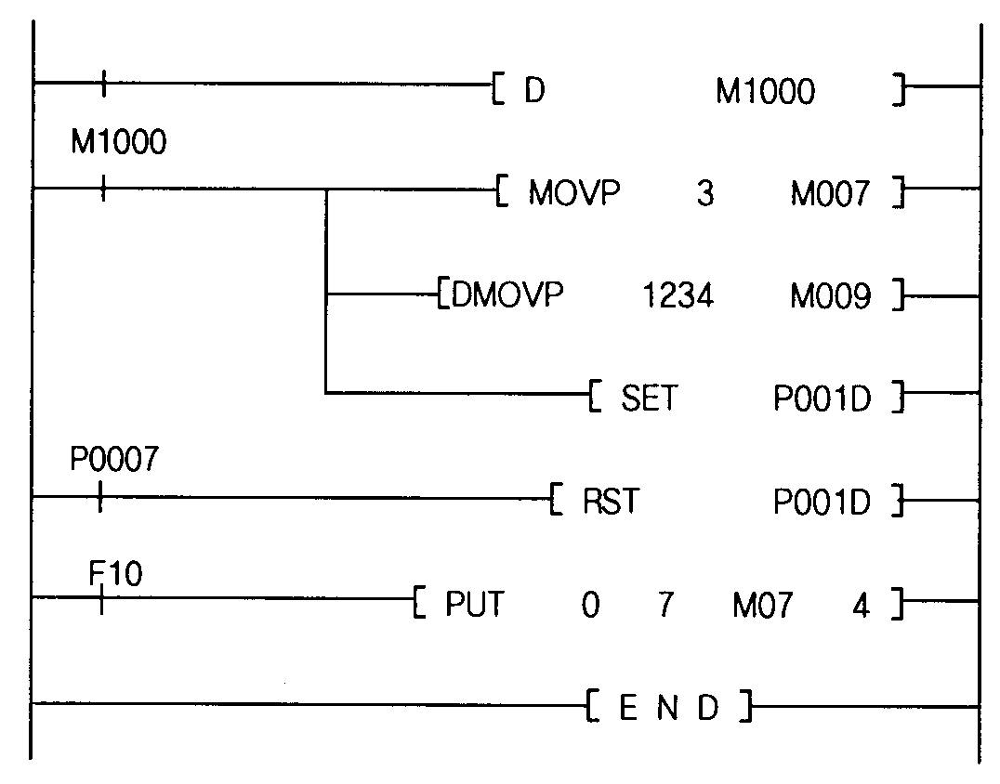 [ D M1000 ]
M1000
[ MOVP 3 M007 ]
[DMOVP 1234 M009 ]
[ SET P001D ]
P0007
[ RST P001D ]
F10
[ PUT 0 7 M07 4 ]
[ E N D ]